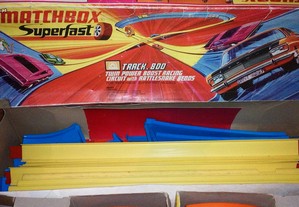 MATCHBOX
Superfast
TRACK 800
TWIN POWER BOOST RACING
CIRCUIT with RATTLESNAKE BENDS